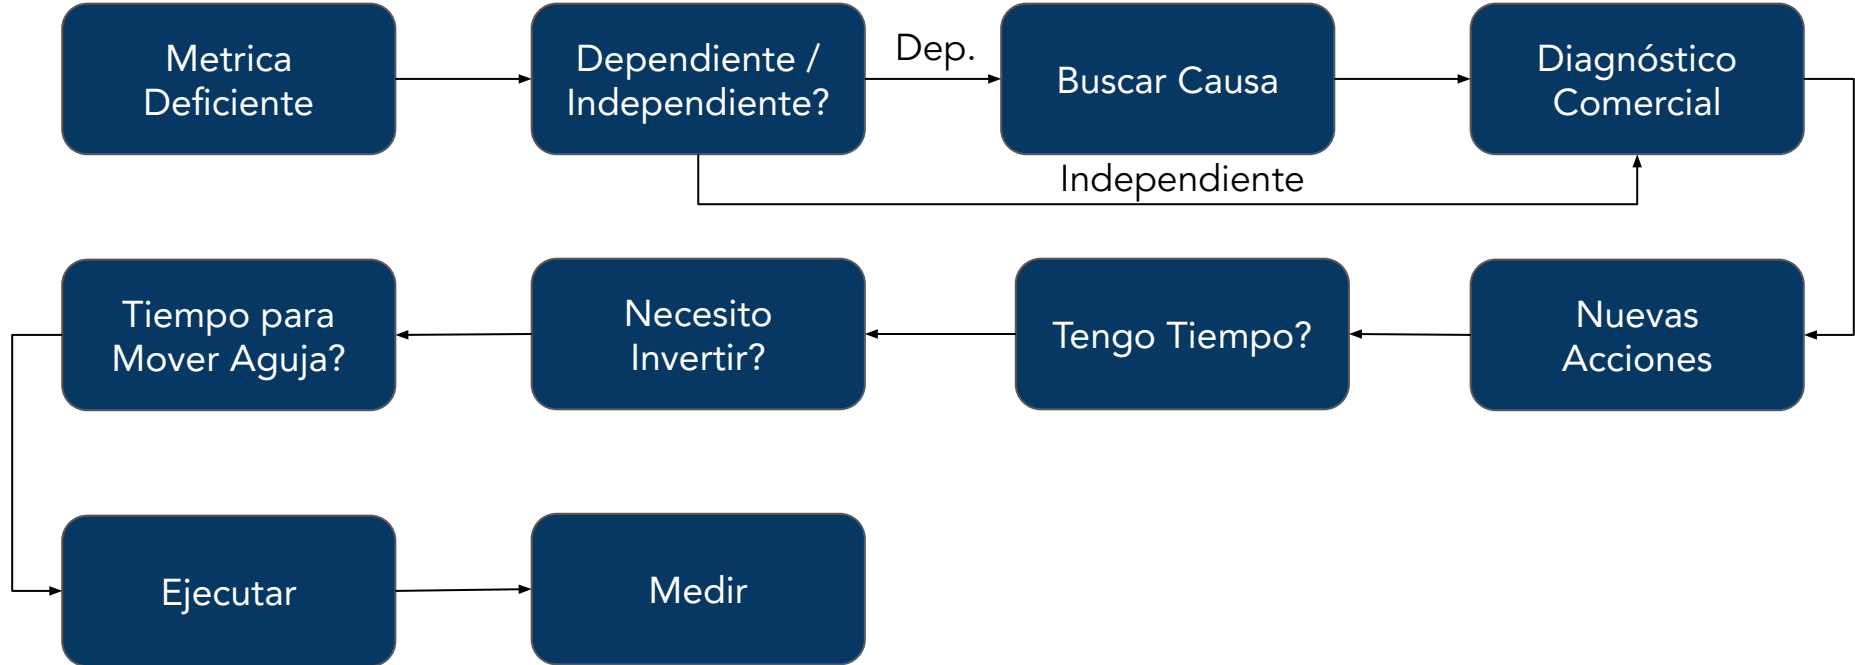 Metrica
Deficiente
Dependiente /
Independiente?
Dep.
Buscar Causa
Diagnóstico
Comercial
Independiente
Tiempo para
Mover Aguja?
Necesito
Invertir?
Tengo Tiempo?
Nuevas
Acciones
Ejecutar
Medir